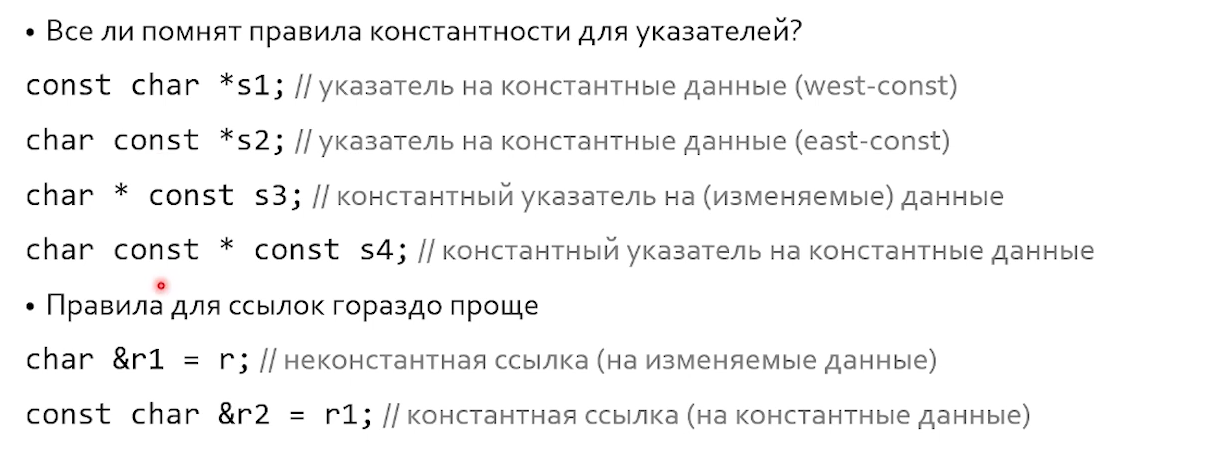 • Все ли помнят правила константности для указателей?
const char *s1; // указатель на константные данные (west-const)
char const *s2; // указатель на константные данные (east-const)
char * const s3; // константный указатель на (изменяемые) данные
char const * const s4; // константный указатель на константные данные
• Правила для ссылок гораздо проще
char &r1 = r; // неконстантная ссылка (на изменяемые данные)
const char &r2 = r1; // константная ссылка (на константные данные)